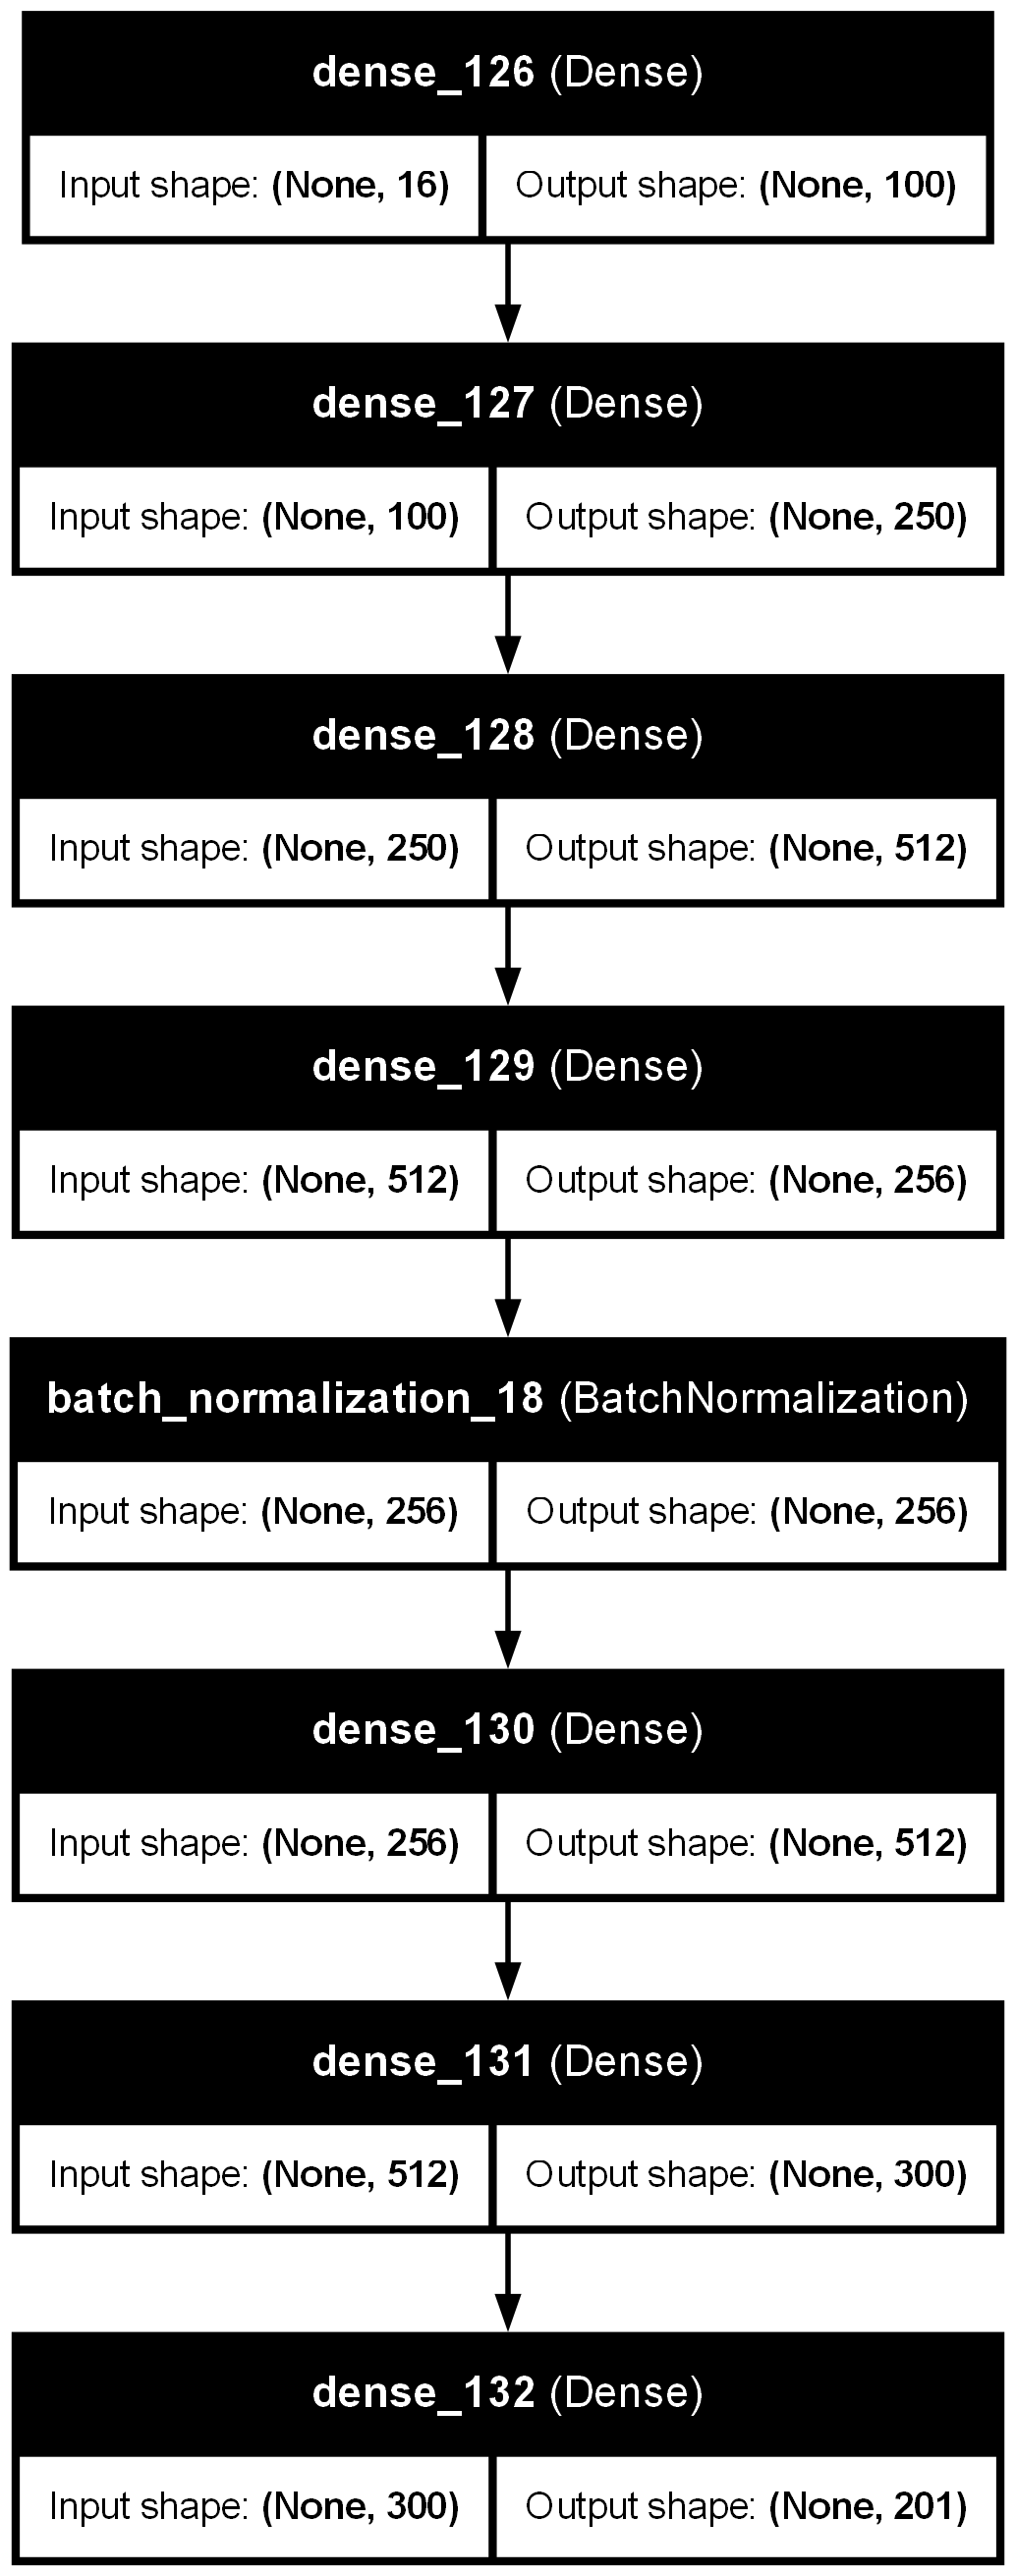 dense_126 (Dense)
Input shape: (None, 16) Output shape: (None, 100)
dense_127 (Dense)
Input shape: (None, 100) Output shape: (None, 250)
dense_128 (Dense)
Input shape: (None, 250) Output shape: (None, 512)
dense_129 (Dense)
Input shape: (None, 512) Output shape: (None, 256)
batch_normalization_18 (BatchNormalization)
Input shape: (None, 256) Output shape: (None, 256)
dense_130 (Dense)
Input shape: (None, 256) Output shape: (None, 512)
dense_131 (Dense)
Input shape: (None, 512) Output shape: (None, 300)
dense_132 (Dense)
Input shape: (None, 300) Output shape: (None, 201)